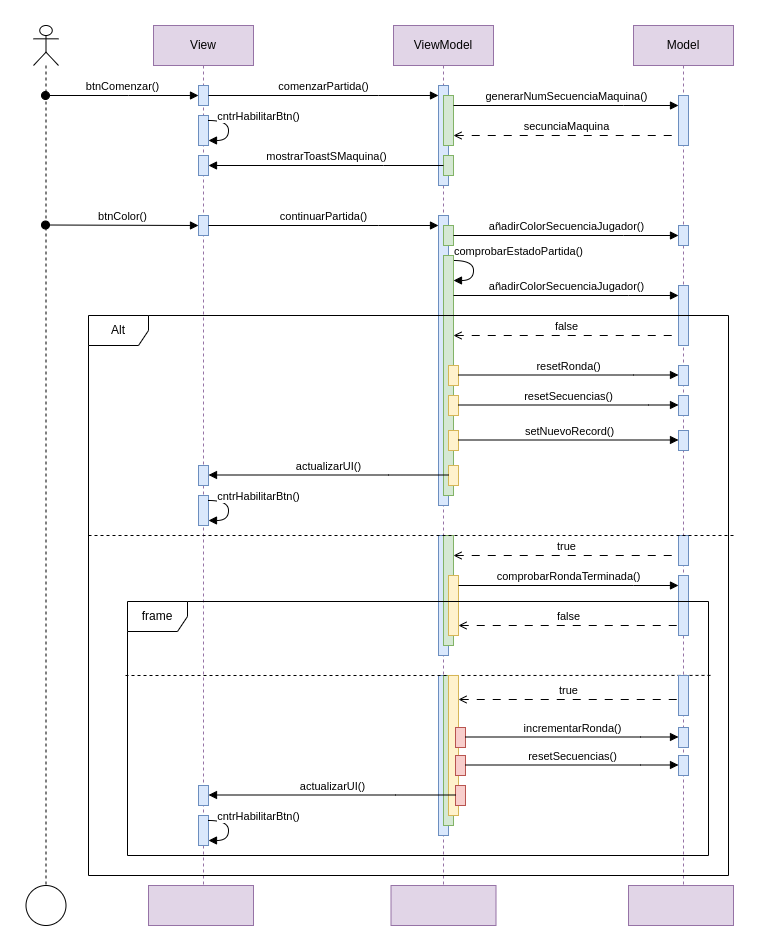 View
ViewModel
Model
btnComenzar()
comenzarPartida()
generarNumSecuenciaMaquina()
cntrHabilitarBtn()
secunciaMaquina
mostrarToastSMaquina()
btnColor()
continuarPartida()
añadirColorSecuenciaJugador()
comprobarEstadoPartida()
añadirColorSecuenciaJugador()
Alt
false
resetRonda()
resetSecuencias()
setNuevoRecord()
actualizarUI()
cntrHabilitarBtn()
true
comprobarRondaTerminada()
frame
false
true
incrementarRonda()
resetSecuencias()
actualizarUI()
cntrHabilitarBtn()